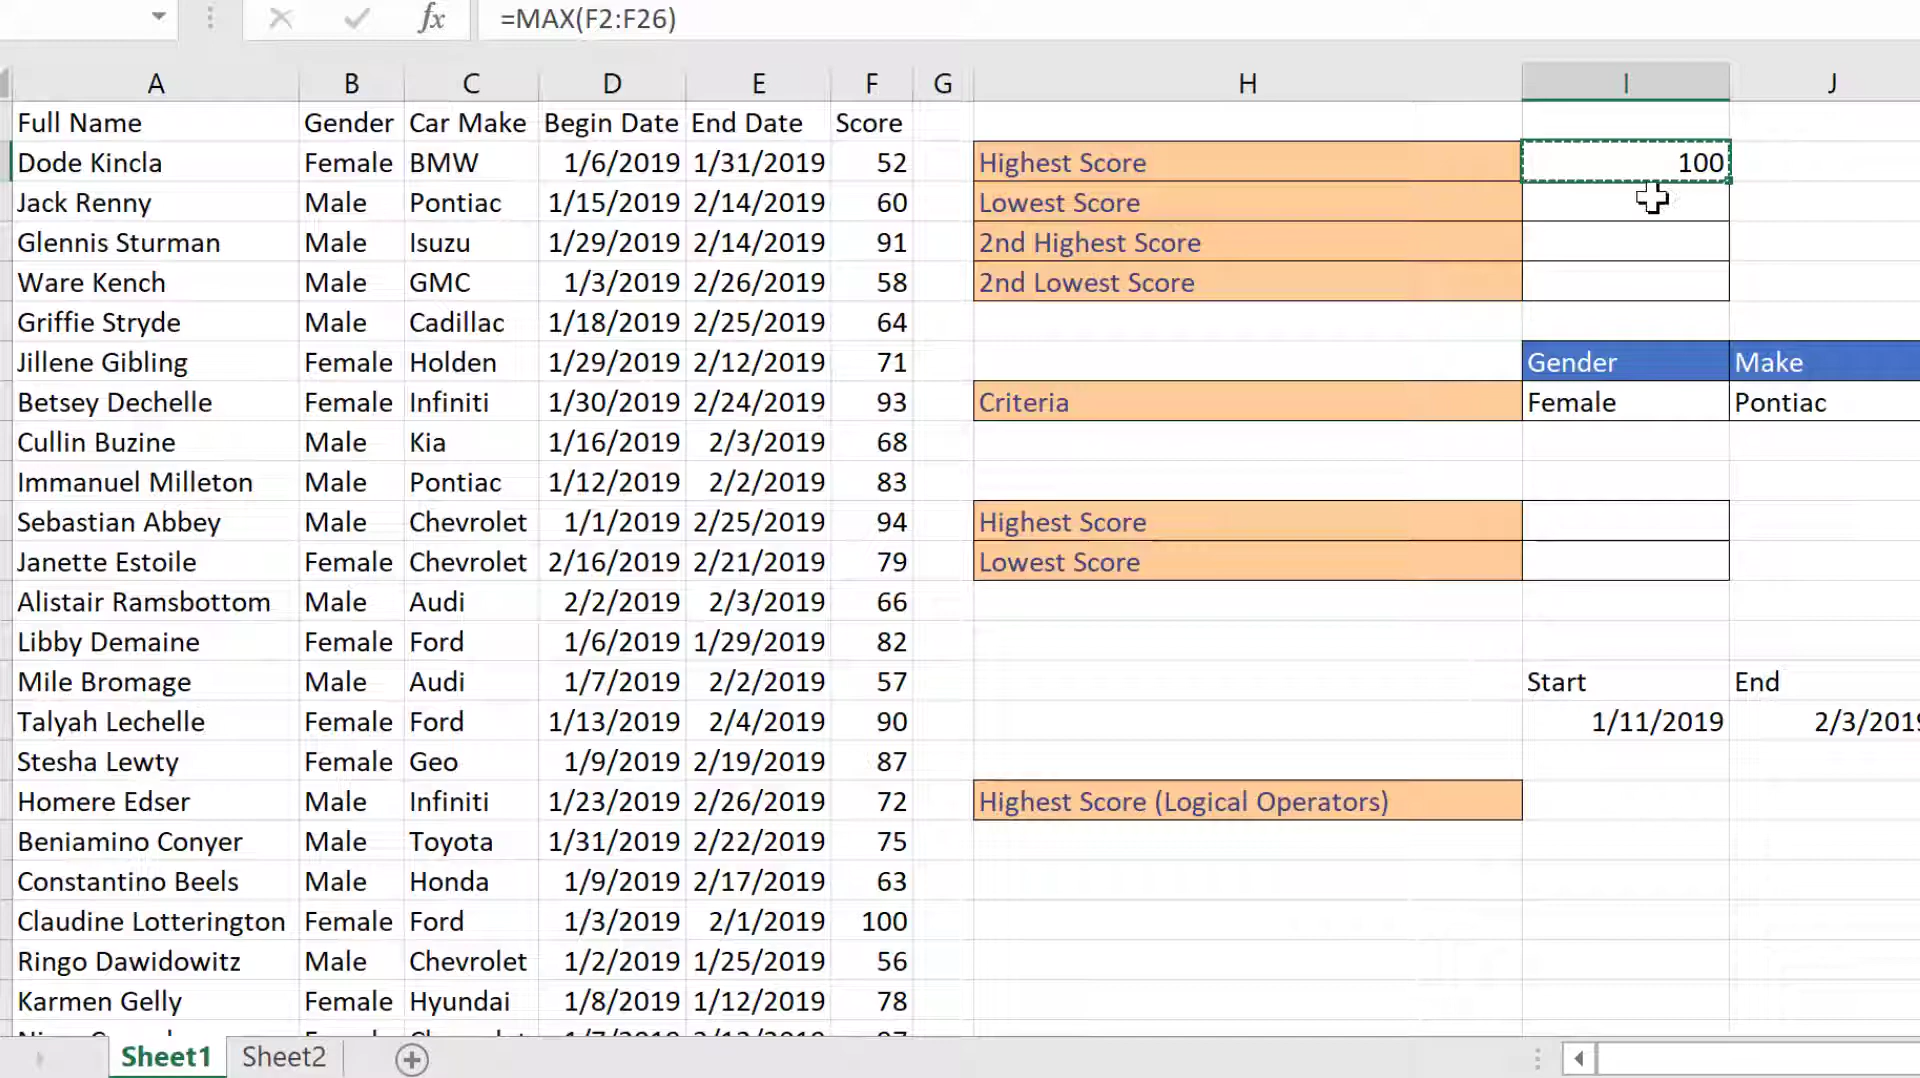 fx =MAX(F2:F26)
A B C D E F G H I J
Full Name Gender Car Make Begin Date End Date Score
Dode Kincla Female BMW 1/6/2019 1/31/2019 52 Highest Score 100
Jack Renny Male Pontiac 1/15/2019 2/14/2019 60 Lowest Score
Glennis Sturman Male Isuzu 1/29/2019 2/14/2019 91 2nd Highest Score
Ware Kench Male GMC 1/3/2019 2/26/2019 58 2nd Lowest Score
Griffie Stryde Male Cadillac 1/18/2019 2/25/2019 64
Jillene Gibling Female Holden 1/29/2019 2/12/2019 71 Gender Make
Betsey Dechelle Female Infiniti 1/30/2019 2/24/2019 93 Criteria Female Pontiac
Cullin Buzine Male Kia 1/16/2019 2/3/2019 68
Immanuel Milleton Male Pontiac 1/12/2019 2/2/2019 83
Sebastian Abbey Male Chevrolet 1/1/2019 2/25/2019 94 Highest Score
Janette Estoile Female Chevrolet 2/16/2019 2/21/2019 79 Lowest Score
Alistair Ramsbottom Male Audi 2/2/2019 2/3/2019 66
Libby Demaine Female Ford 1/6/2019 1/29/2019 82
Mile Bromage Male Audi 1/7/2019 2/2/2019 57 Start End
Talyah Lechelle Female Ford 1/13/2019 2/4/2019 90 1/11/2019 2/3/2019
Stesha Lewty Female Geo 1/9/2019 2/19/2019 87
Homere Edser Male Infiniti 1/23/2019 2/26/2019 72 Highest Score (Logical Operators)
Beniamino Conyer Male Toyota 1/31/2019 2/22/2019 75
Constantino Beels Male Honda 1/9/2019 2/17/2019 63
Claudine Lotterington Female Ford 1/3/2019 2/1/2019 100
Ringo Dawidowitz Male Chevrolet 1/2/2019 1/25/2019 56
Karmen Gelly Female Hyundai 1/8/2019 1/12/2019 78
Sheet1 Sheet2